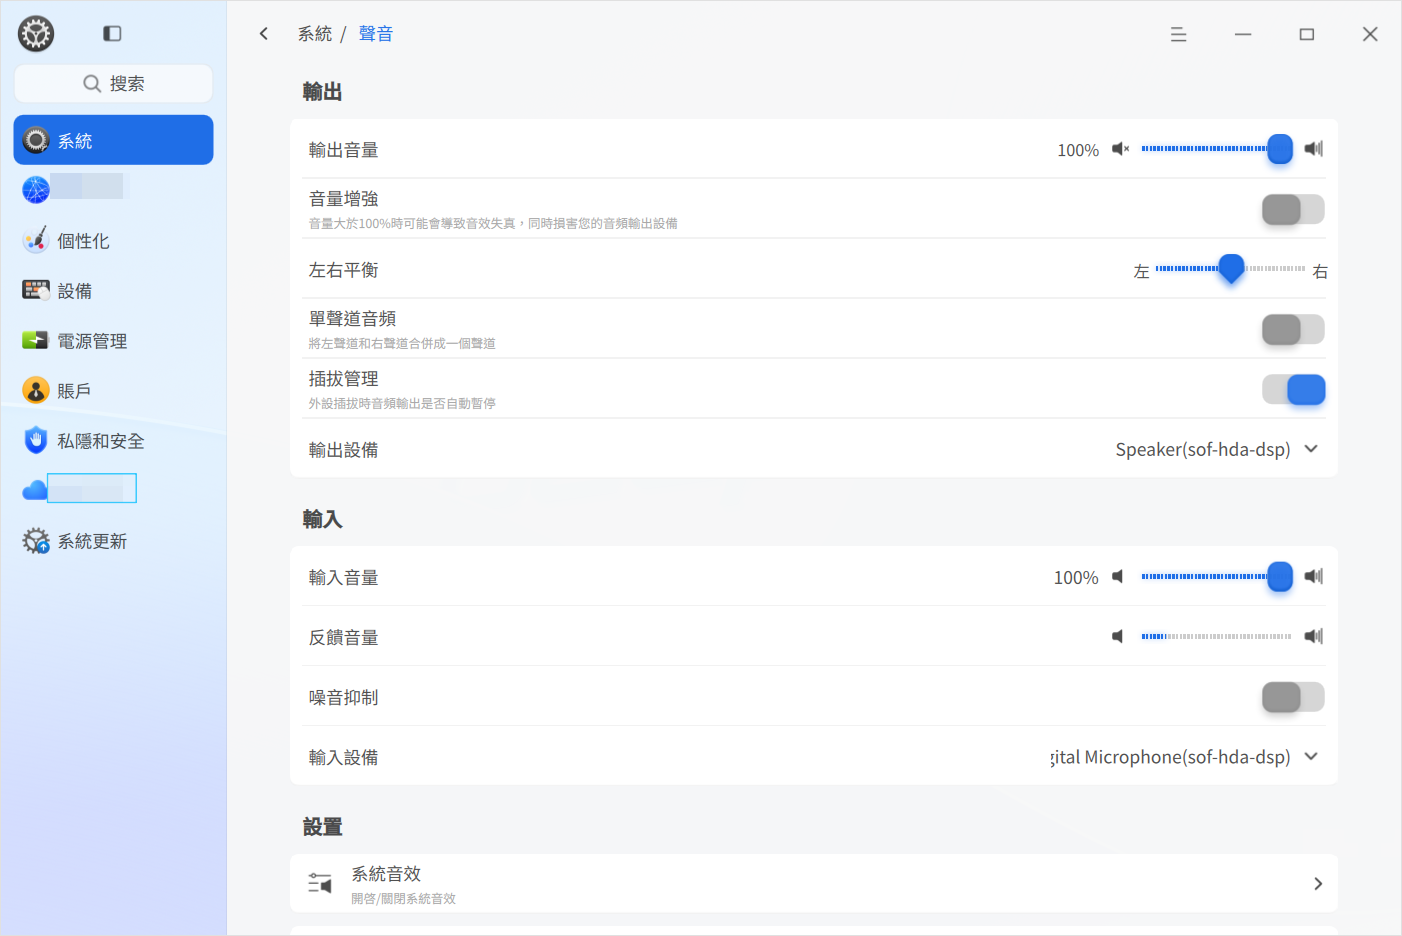 搜索
系統
個性化
設備
電源管理
賬戶
私隱和安全
系統更新
系統 / 聲音
輸出
輸出音量
100%
音量增強
音量大於100%時可能會導致音效失真，同時損害您的音頻輸出設備
左右平衡
左
右
單聲道音頻
將左聲道和右聲道合併成一個聲道
插拔管理
外設插拔時音頻輸出是否自動暫停
輸出設備
Speaker(sof-hda-dsp)
輸入
輸入音量
100%
反饋音量
噪音抑制
輸入設備
gital Microphone(sof-hda-dsp)
設置
系統音效
開啓/關閉系統音效